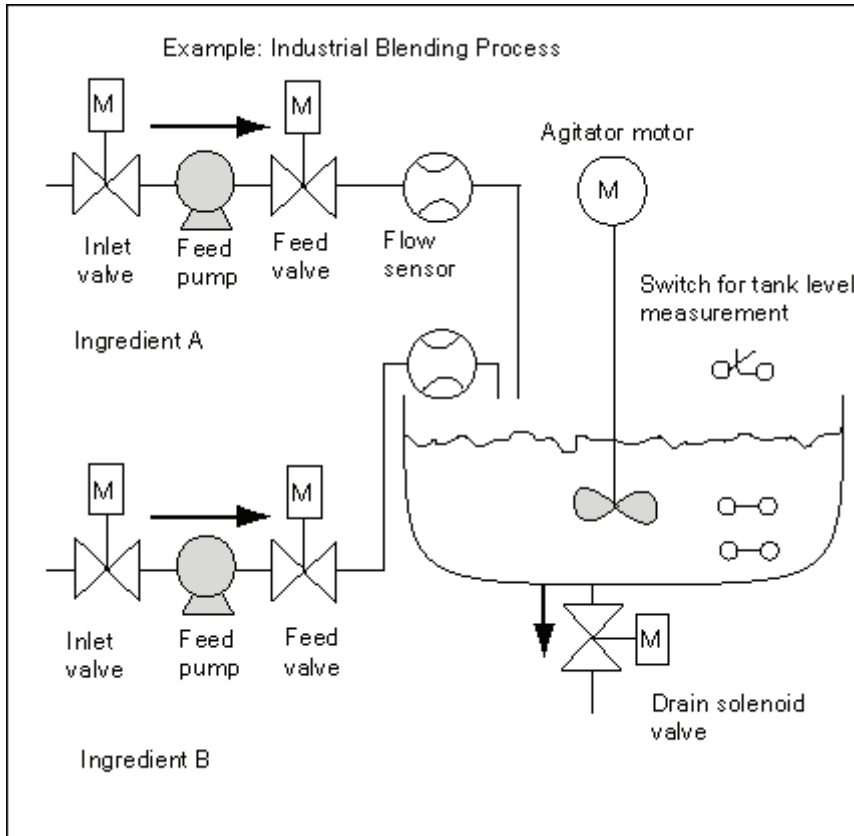 Example: Industrial Blending Process
M
M
Agitator motor
M
Inlet
valve
Feed
pump
Feed
valve
Flow
sensor
Switch for tank level
measurement
Ingredient A
M
M
Inlet
valve
Feed
pump
Feed
valve
M
Drain solenoid
valve
Ingredient B